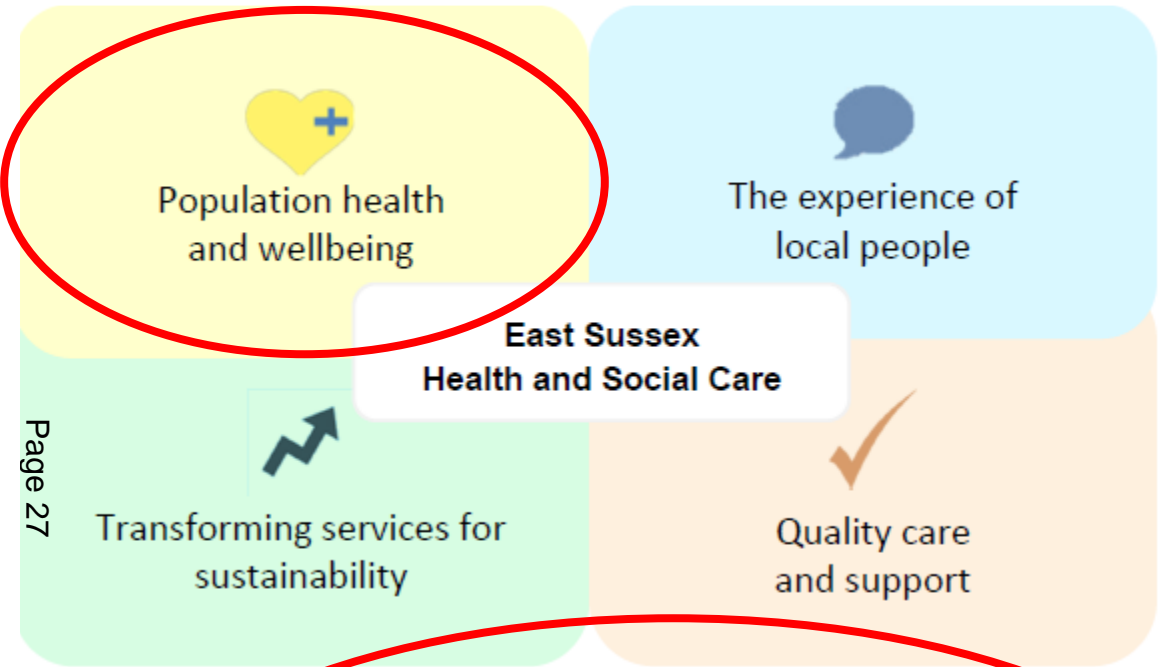 Population health
and wellbeing
The experience of
local people
East Sussex
Health and Social Care
Transforming services for
sustainability
Quality care
and support
Page 27